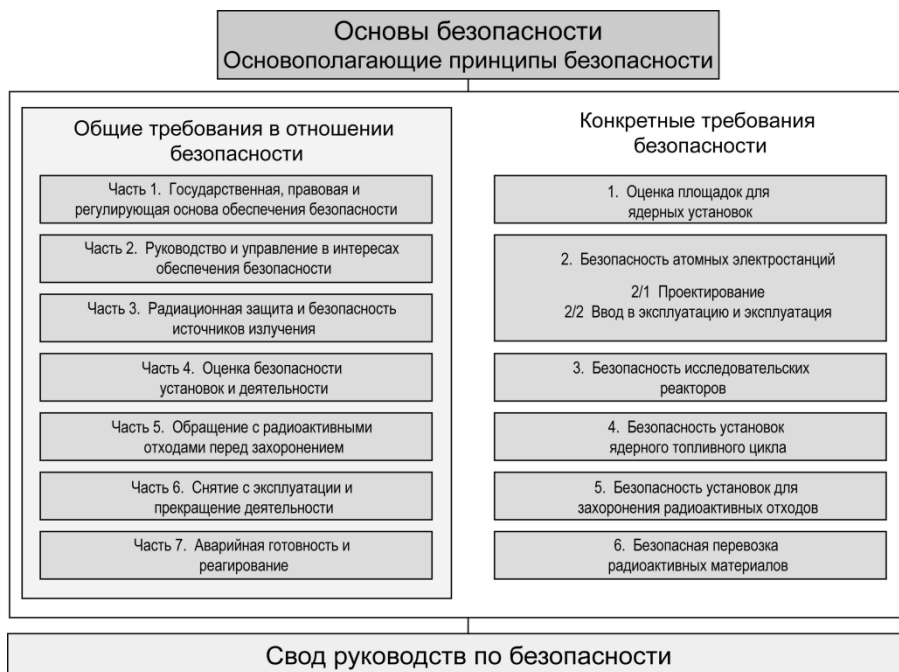 Основы безопасности
Основополагающие принципы безопасности
Общие требования в отношении
безопасности
Часть 1. Государственная, правовая и
регулирующая основа обеспечения безопасности
Часть 2. Руководство и управление в интересах
обеспечения безопасности
Часть 3. Радиационная защита и безопасность
источников излучения
Часть 4. Оценка безопасности
установок и деятельности
Часть 5. Обращение с радиоактивными
отходами перед захоронением
Часть 6. Снятие с эксплуатации и
прекращение деятельности
Часть 7. Аварийная готовность и
реагирование
Конкретные требования
безопасности
1. Оценка площадок для
ядерных установок
2. Безопасность атомных электростанций
2/1 Проектирование
2/2 Ввод в эксплуатацию и эксплуатация
3. Безопасность исследовательских
реакторов
4. Безопасность установок
ядерного топливного цикла
5. Безопасность установок для
захоронения радиоактивных отходов
6. Безопасная перевозка
радиоактивных материалов
Свод руководств по безопасности